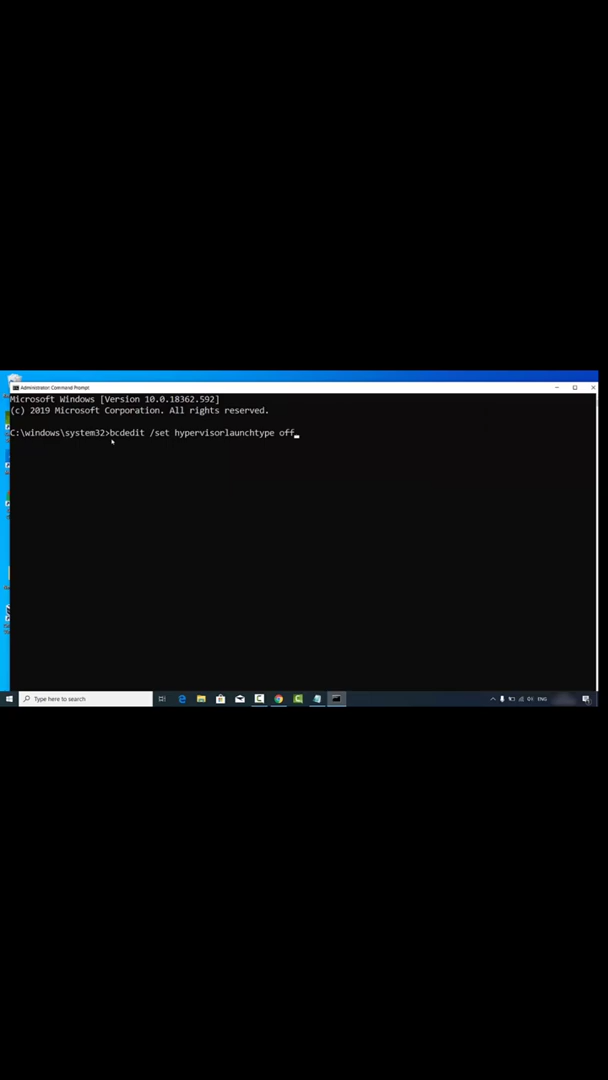 Administrator: Command Prompt
Microsoft Windows [Version 10.0.18362.592]
(c) 2019 Microsoft Corporation. All rights reserved.
C:\windows\system32>bcdedit /set hypervisorlaunchtype off
Type here to search
ENG